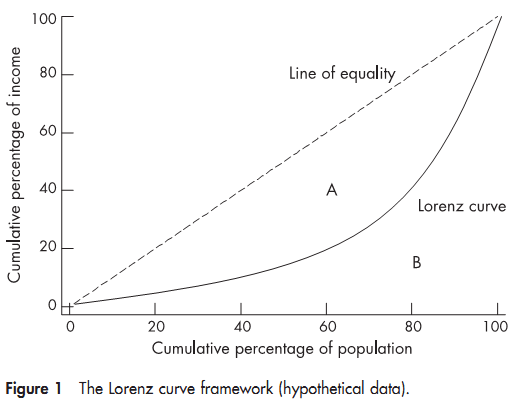 100
80
60
40
20
0
Cumulative percentage of income
Line of equality
A
Lorenz curve
B
0
20
40
60
80
100
Cumulative percentage of population
Figure 1 The Lorenz curve framework (hypothetical data).